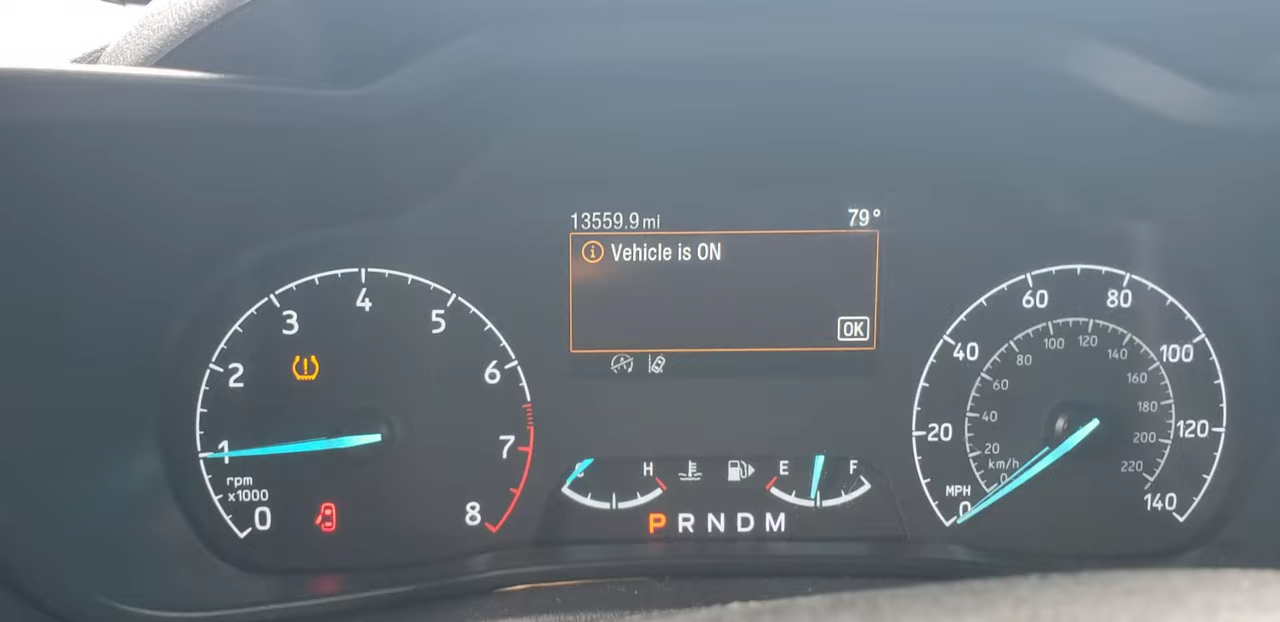 13559.9 mi 79°
Vehicle is ON
OK
0 1 2 3 4 5 6 7 8
rpm
x1000
H E F
P R N D M
0 20 40 60 80 100 120 140
MPH
0 20 40 60 80 100 120 140 160 180 200 220
km/h